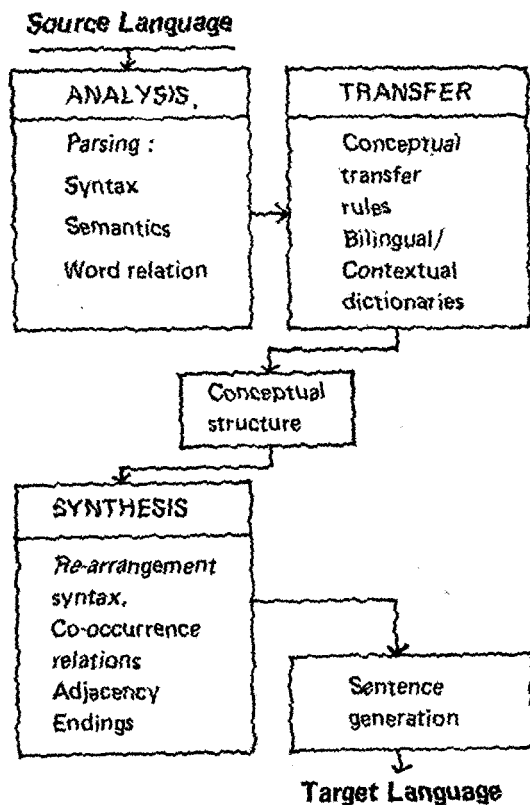 Source Language
ANALYSIS.
Parsing :
Syntax
Semantics
Word relation
TRANSFER
Conceptual
transfer
rules
Bilingual/
Contextual
dictionaries
Conceptual
structure
SYNTHESIS
Re-arrangement
syntax.
Co-occurrence
relations
Adjacency
Endings
Sentence
generation
Target Language